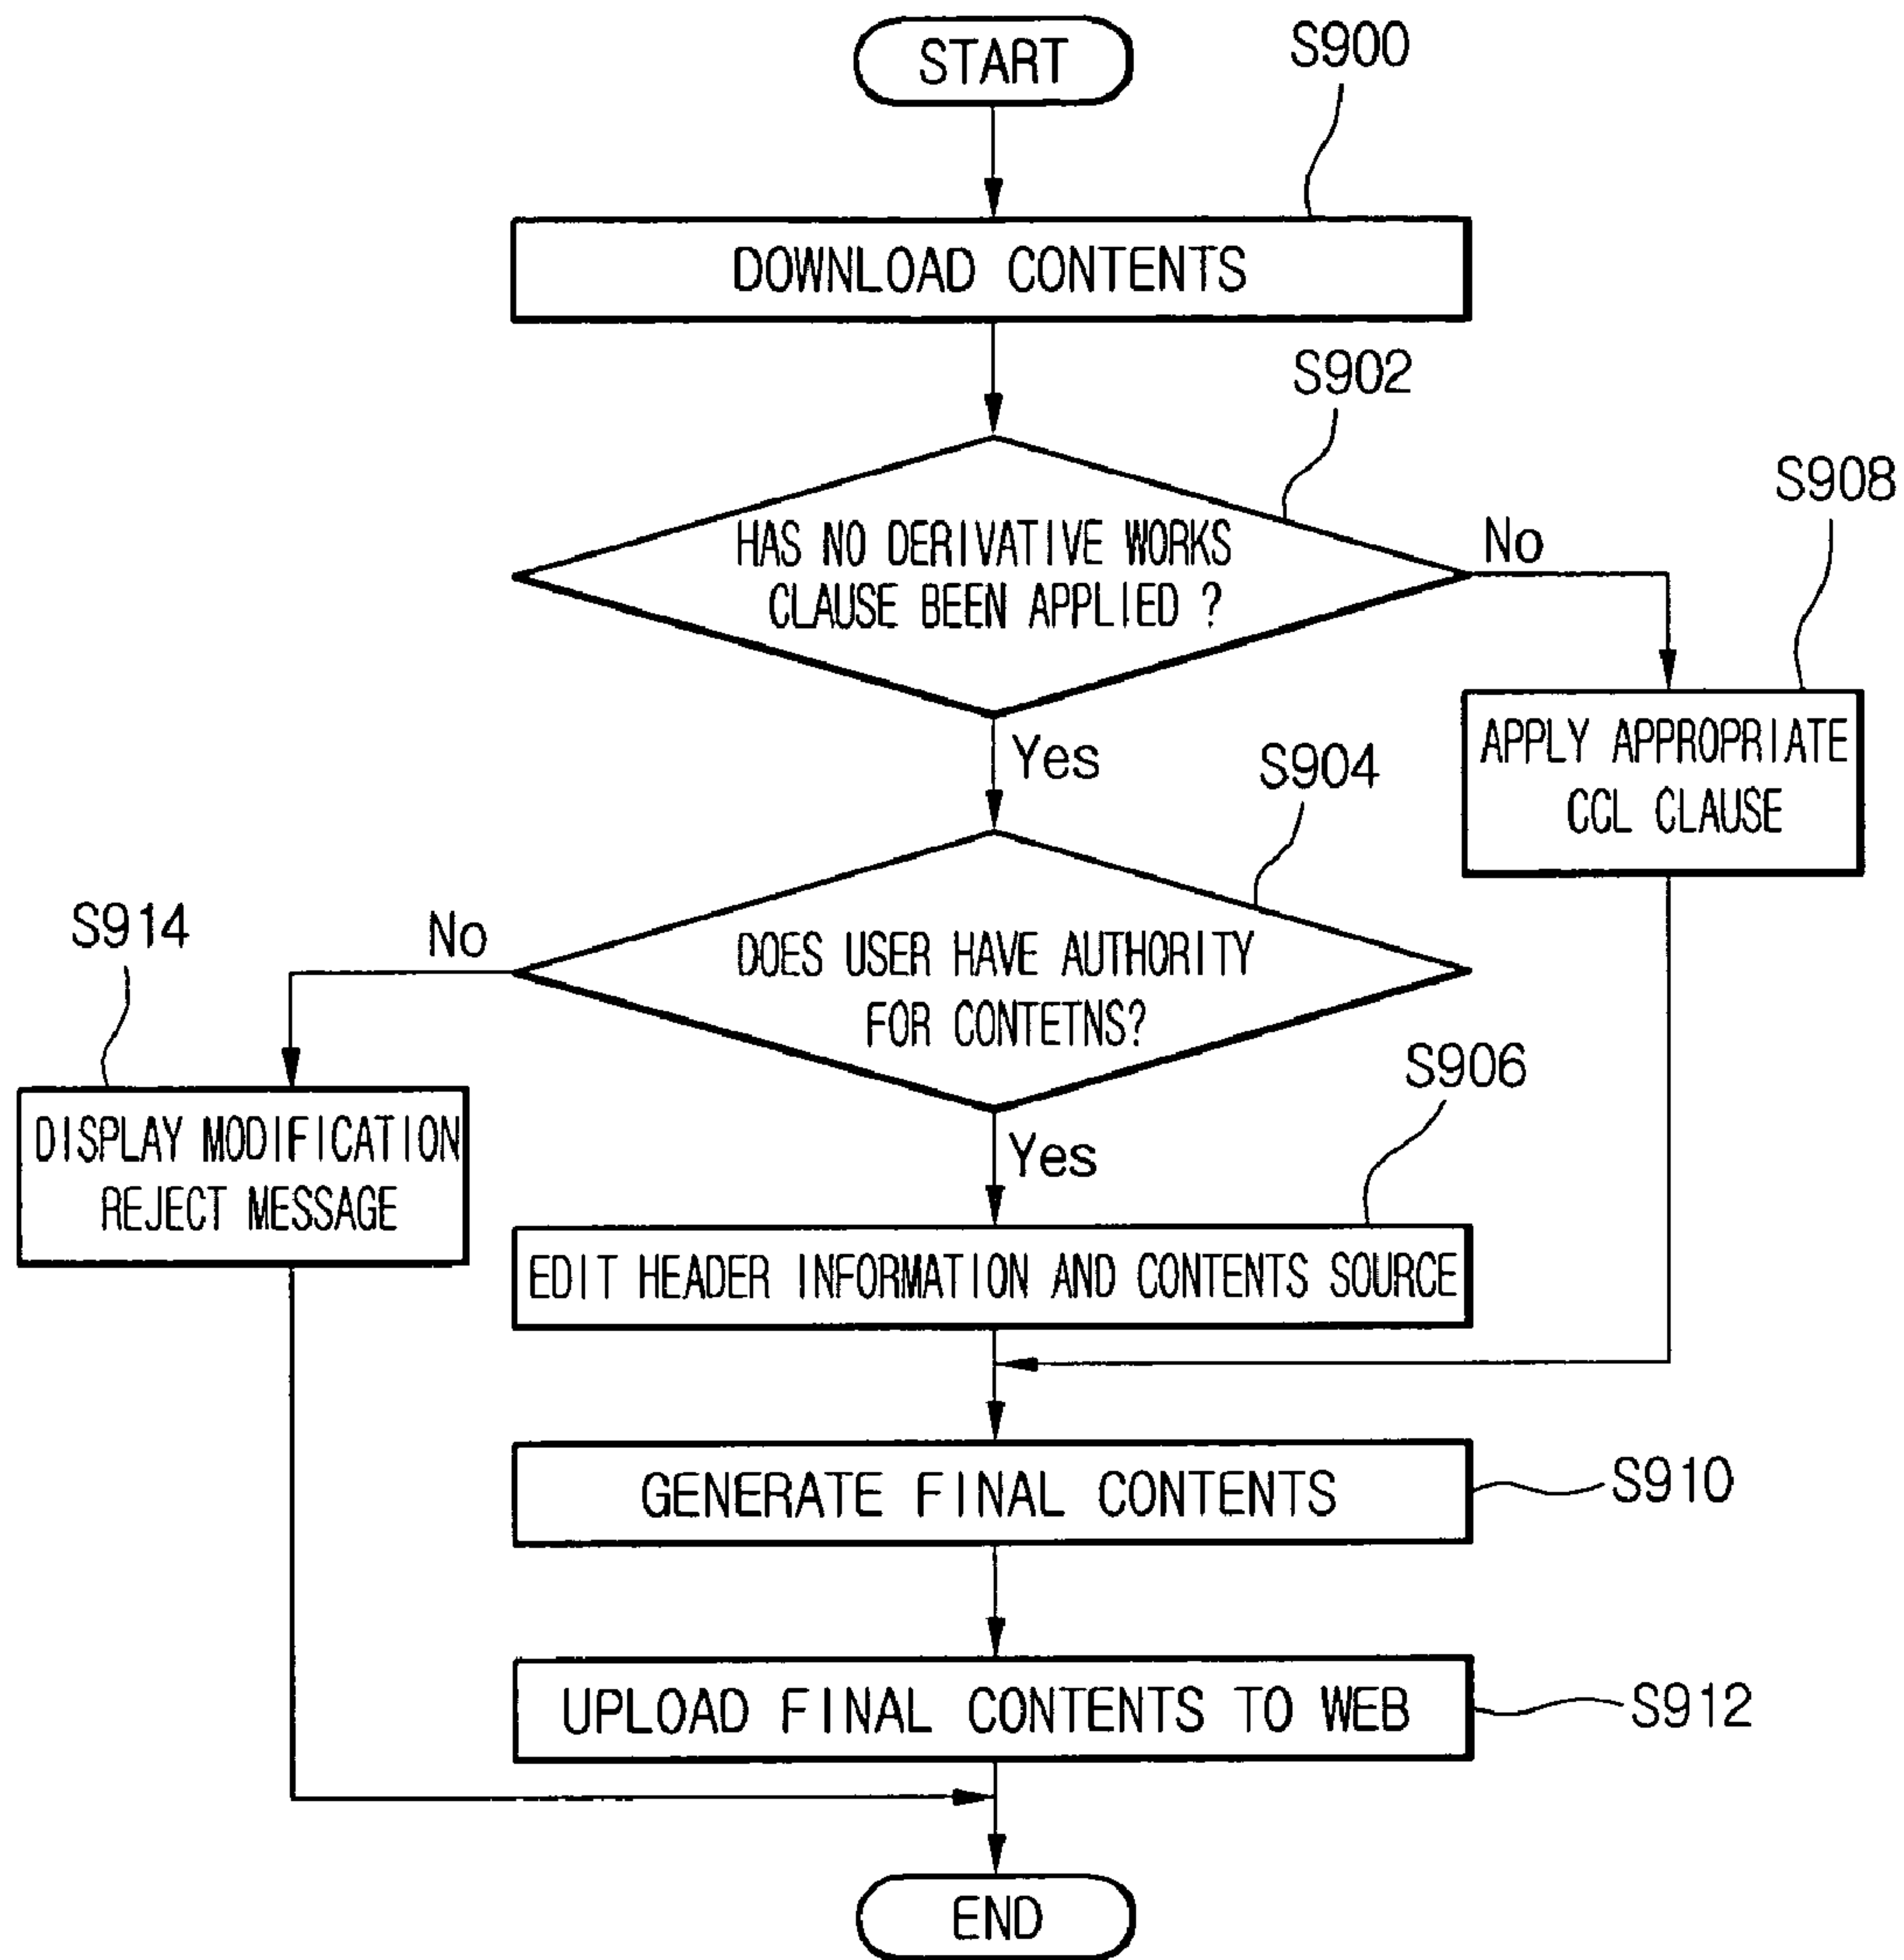 START
S900
DOWNLOAD CONTENTS
S902
HAS NO DERIVATIVE WORKS
CLAUSE BEEN APPLIED ?
No
S908
APPLY APPROPRIATE
CCL CLAUSE
Yes
S904
DOES USER HAVE AUTHORITY
FOR CONTETNS?
No
S914
DISPLAY MODIFICATION
REJECT MESSAGE
Yes
S906
EDIT HEADER INFORMATION AND CONTENTS SOURCE
GENERATE FINAL CONTENTS
S910
UPLOAD FINAL CONTENTS TO WEB
S912
END